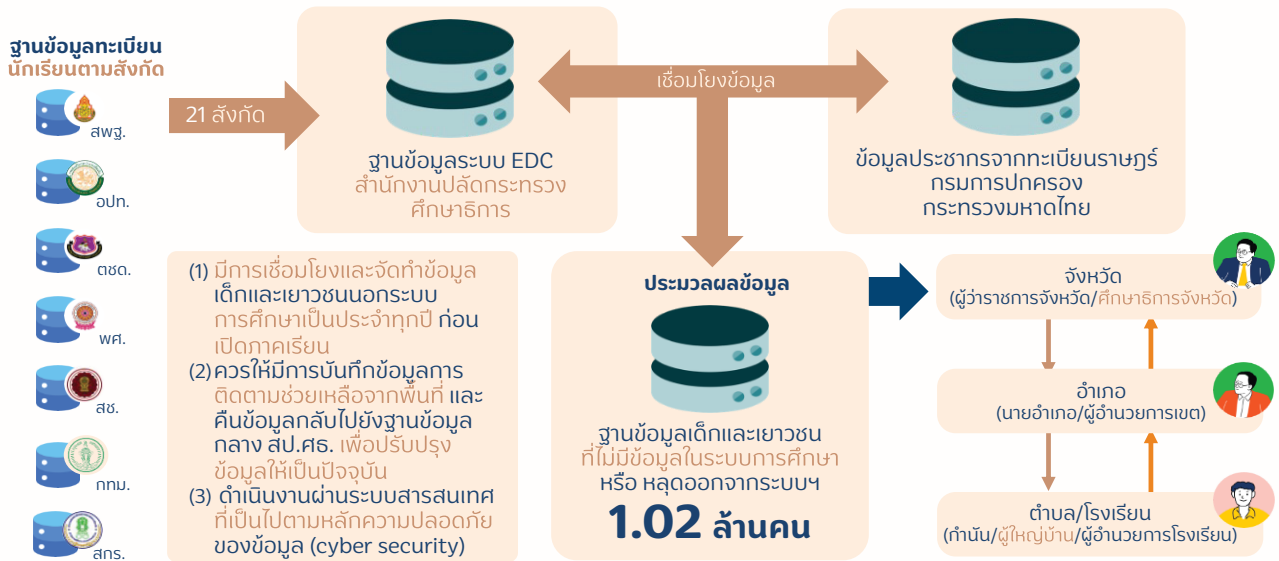 ฐานข้อมูลทะเบียน
นักเรียนตามสังกัด
สพฐ.
อปท.
ตชด.
พศ.
สช.
กทม.
สกร.
21 สังกัด
ฐานข้อมูลระบบ EDC
สำนักงานปลัดกระทรวง
ศึกษาธิการ
เชื่อมโยงข้อมูล
ข้อมูลประชากรจากทะเบียนราษฎร์
กรมการปกครอง
กระทรวงมหาดไทย
(1) มีการเชื่อมโยงและจัดทำข้อมูล
เด็กและเยาวชนนอกระบบ
การศึกษาเป็นประจำทุกปี ก่อน
เปิดภาคเรียน
(2) ควรให้มีการบันทึกข้อมูลการ
ติดตามช่วยเหลือจากพื้นที่ และ
คืนข้อมูลกลับไปยังฐานข้อมูล
กลาง สป.ศธ. เพื่อปรับปรุง
ข้อมูลให้เป็นปัจจุบัน
(3) ดำเนินงานผ่านระบบสารสนเทศ
ที่เป็นไปตามหลักความปลอดภัย
ของข้อมูล (cyber security)
ประมวลผลข้อมูล
ฐานข้อมูลเด็กและเยาวชน
ที่ไม่มีข้อมูลในระบบการศึกษา
หรือ หลุดออกจากระบบฯ
1.02 ล้านคน
จังหวัด
(ผู้ว่าราชการจังหวัด/ศึกษาธิการจังหวัด)
อำเภอ
(นายอำเภอ/ผู้อำนวยการเขต)
ตำบล/โรงเรียน
(กำนัน/ผู้ใหญ่บ้าน/ผู้อำนวยการโรงเรียน)